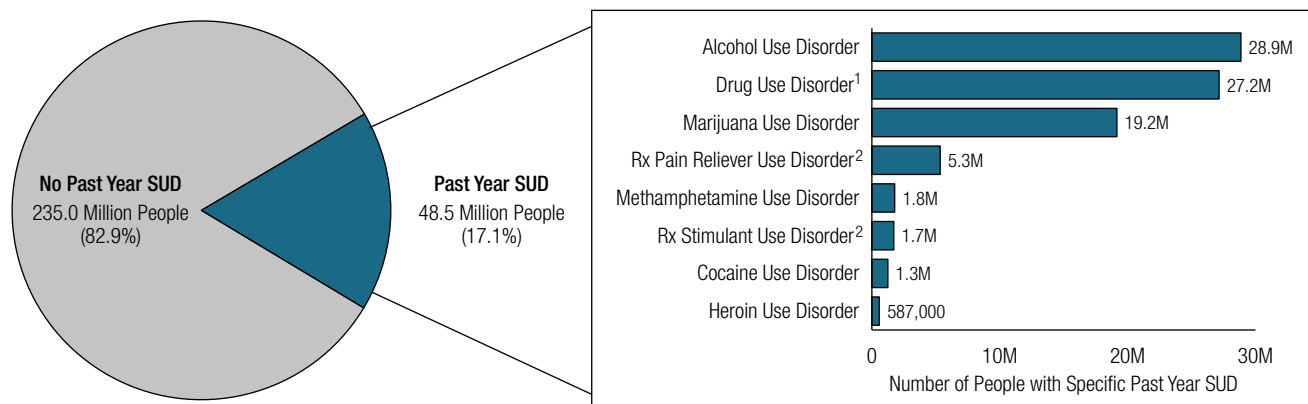 No Past Year SUD
235.0 Million People
(82.9%)
Past Year SUD
48.5 Million People
(17.1%)
Alcohol Use Disorder 28.9M
Drug Use Disorder¹ 27.2M
Marijuana Use Disorder 19.2M
Rx Pain Reliever Use Disorder² 5.3M
Methamphetamine Use Disorder 1.8M
Rx Stimulant Use Disorder² 1.7M
Cocaine Use Disorder 1.3M
Heroin Use Disorder 587,000
0 10M 20M 30M
Number of People with Specific Past Year SUD